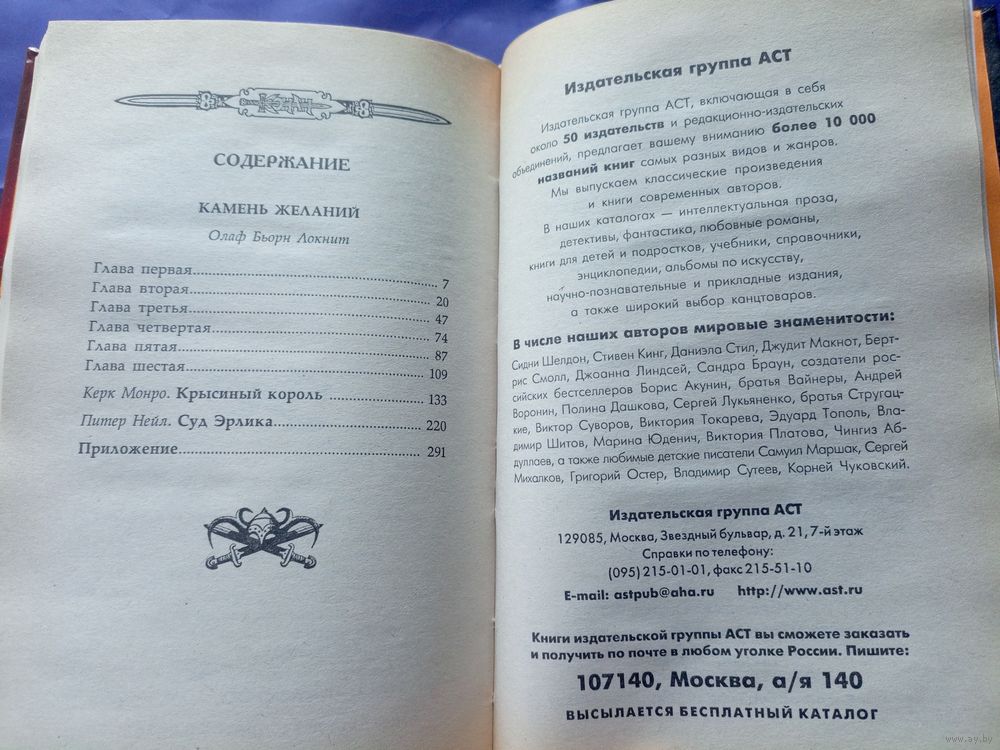 СОДЕРЖАНИЕ
КАМЕНЬ ЖЕЛАНИЙ
Олаф Бьорн Локнит
Глава первая.......... 7
Глава вторая.......... 20
Глава третья.......... 47
Глава четвертая.......... 74
Глава пятая.......... 87
Глава шестая.......... 109
Керк Монро. Крысиный король .......... 133
Питер Нейл. Суд Эрлика.......... 220
Приложение.......... 291
Издательская группа АСТ
Издательская группа АСТ, включающая в себя
около 50 издательств и редакционно-издательских
объединений, предлагает вашему вниманию более 10 000
названий книг самых разных видов и жанров.
Мы выпускаем классические произведения
и книги современных авторов.
В наших каталогах — интеллектуальная проза,
детективы, фантастика, любовные романы,
книги для детей и подростков, учебники, справочники,
энциклопедии, альбомы по искусству,
научно-познавательные и прикладные издания,
а также широкий выбор канцтоваров.
В числе наших авторов мировые знаменитости:
Сидни Шелдон, Стивен Кинг, Даниэла Стил, Джудит Макнот, Берт-
рис Смолл, Джоанна Линдсей, Сандра Браун, создатели рос-
сийских бестселлеров Борис Акунин, братья Вайнеры, Андрей
Воронин, Полина Дашкова, Сергей Лукьяненко, братья Стругац-
кие, Виктор Суворов, Виктория Токарева, Эдуард Тополь, Вла-
димир Шитов, Марина Юденич, Виктория Платова, Чингиз Аб-
дуллаев, а также любимые детские писатели Самуил Маршак, Сергей
Михалков, Григорий Остер, Владимир Сутеев, Корней Чуковский.
Издательская группа АСТ
129085, Москва, Звездный бульвар, д. 21, 7-й этаж
Справки по телефону:
(095) 215-01-01, факс 215-51-10
E-mail: astpub@aha.ru http://www.ast.ru
Книги издательской группы АСТ вы сможете заказать
и получить по почте в любом уголке России. Пишите:
107140, Москва, а/я 140
ВЫСЫЛАЕТСЯ БЕСПЛАТНЫЙ КАТАЛОГ
www.ay.by